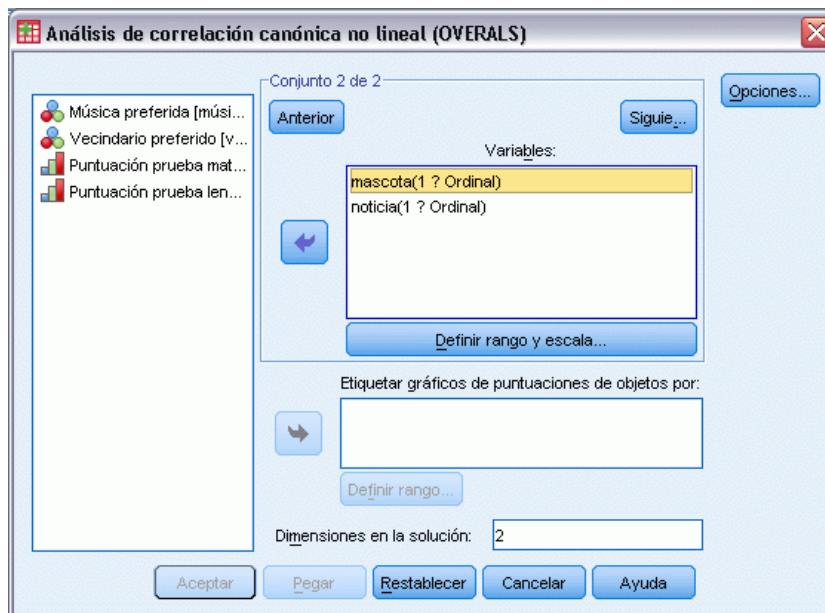 Análisis de correlación canónica no lineal (OVERALS)
Música preferida [músi...
Vecindario preferido [v...
Puntuación prueba mat...
Puntuación prueba len...
Conjunto 2 de 2
Anterior
Siguie...
Variables:
mascota(1 ? Ordinal)
noticia(1 ? Ordinal)
Definir rango y escala...
Opciones...
Etiquetar gráficos de puntuaciones de objetos por:
Definir rango...
Dimensiones en la solución:
2
Aceptar
Pegar
Restablecer
Cancelar
Ayuda